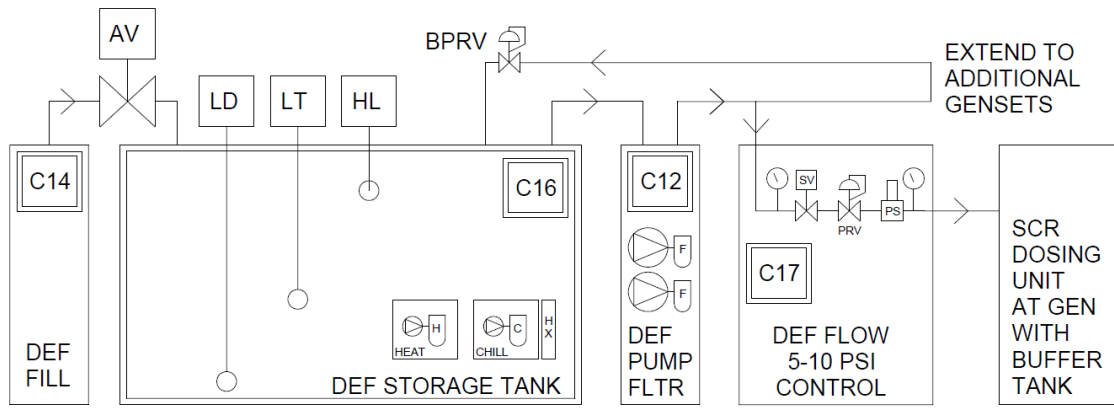 AV
BPRV
EXTEND TO
ADDITIONAL
GENSETS
LD
LT
HL
C14
C16
C12
SV
PRV
PS
C17
F
F
H
HEAT
C
CHILL
H
X
DEF
FILL
DEF STORAGE TANK
DEF
PUMP
FLTR
DEF FLOW
5-10 PSI
CONTROL
SCR
DOSING
UNIT
AT GEN
WITH
BUFFER
TANK